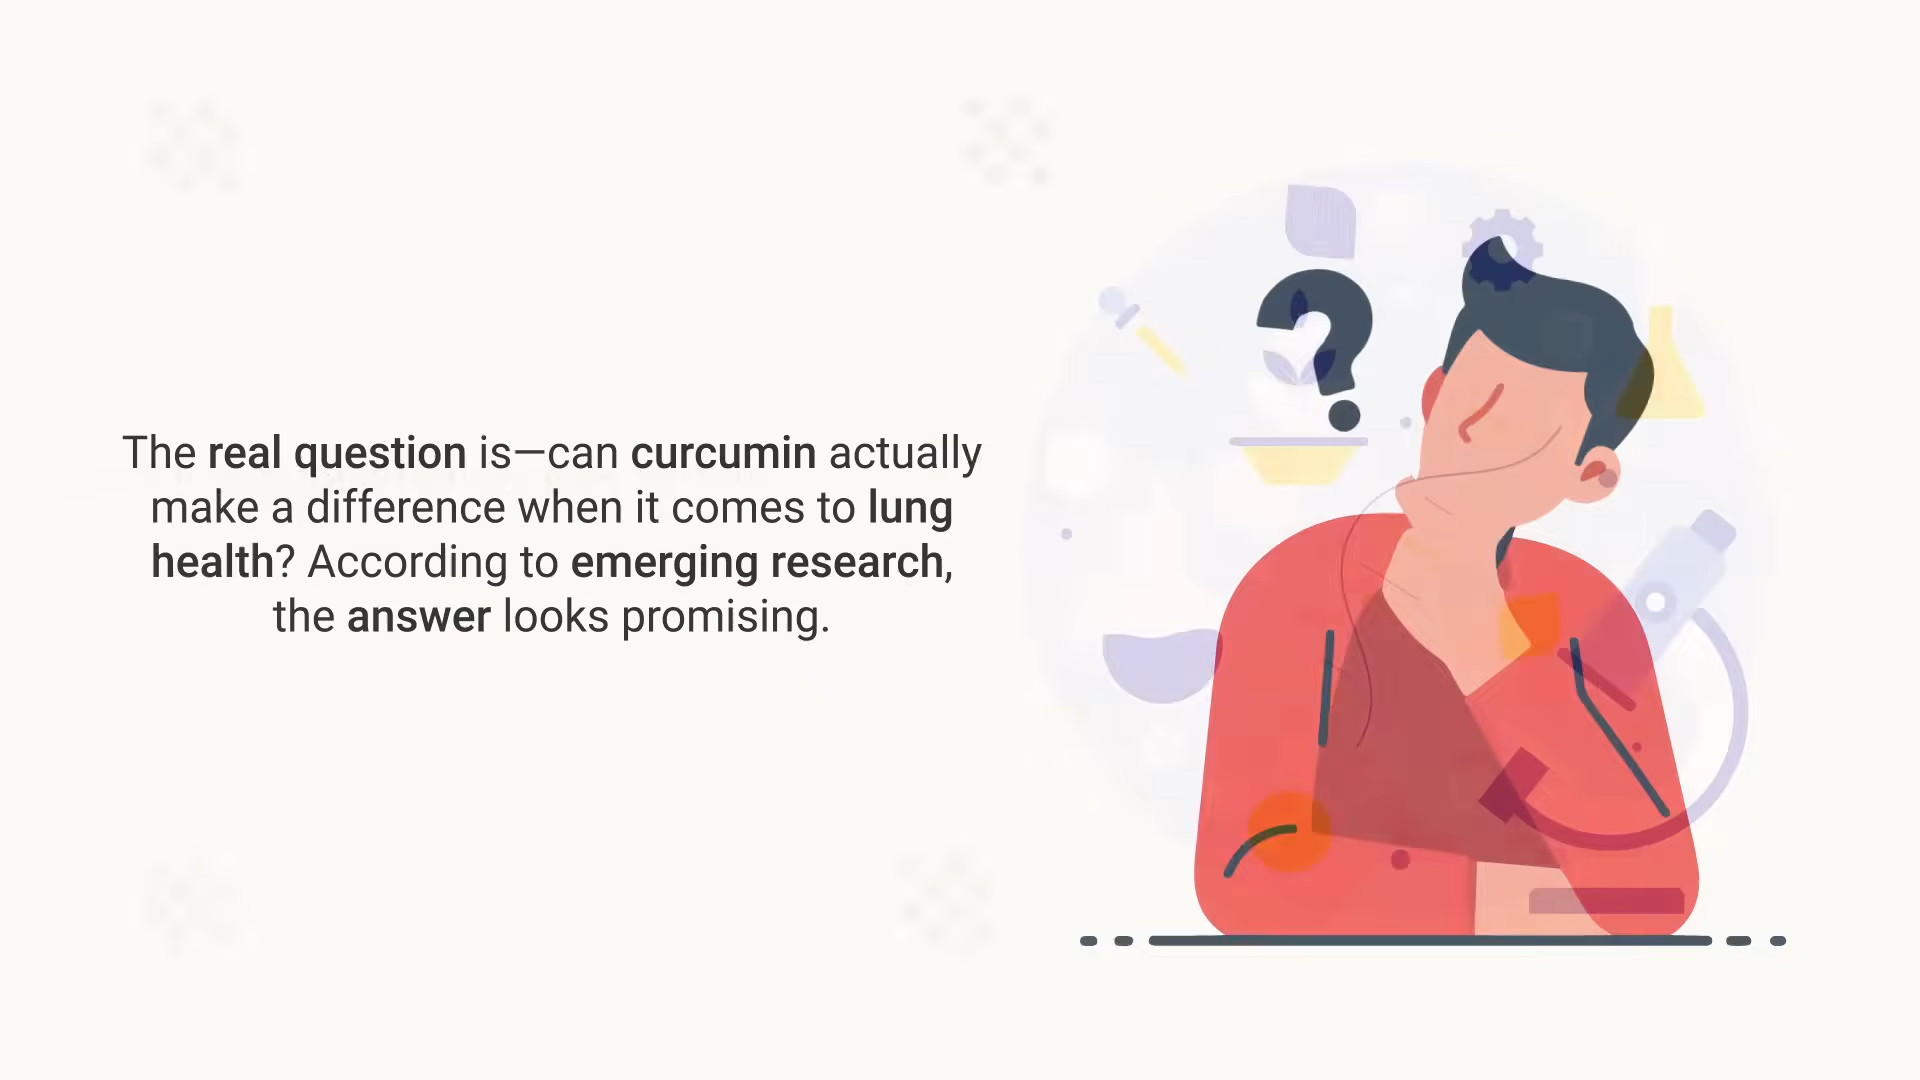 The real question is—can curcumin actually
make a difference when it comes to lung
health? According to emerging research,
the answer looks promising.